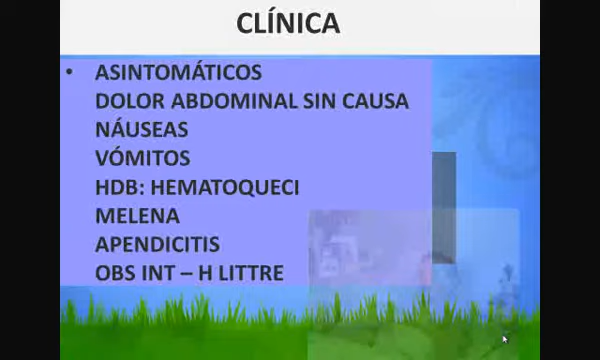 CLÍNICA
• ASINTOMÁTICOS
DOLOR ABDOMINAL SIN CAUSA
NÁUSEAS
VÓMITOS
HDB: HEMATOQUECI
MELENA
APENDICITIS
OBS INT – H LITTRE